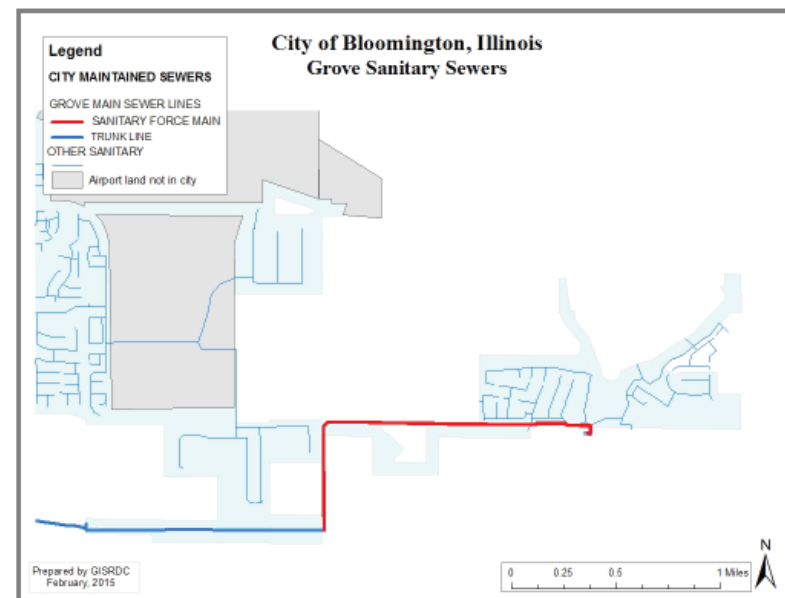 City of Bloomington, Illinois
Grove Sanitary Sewers
Legend
CITY MAINTAINED SEWERS
GROVE MAIN SEWER LINES
SANITARY FORCE MAIN
TRUNK LINE
OTHER SANITARY
Airport land not in city
Prepared by GISRDC
February, 2015
0 0.25 0.5 1 Miles
N